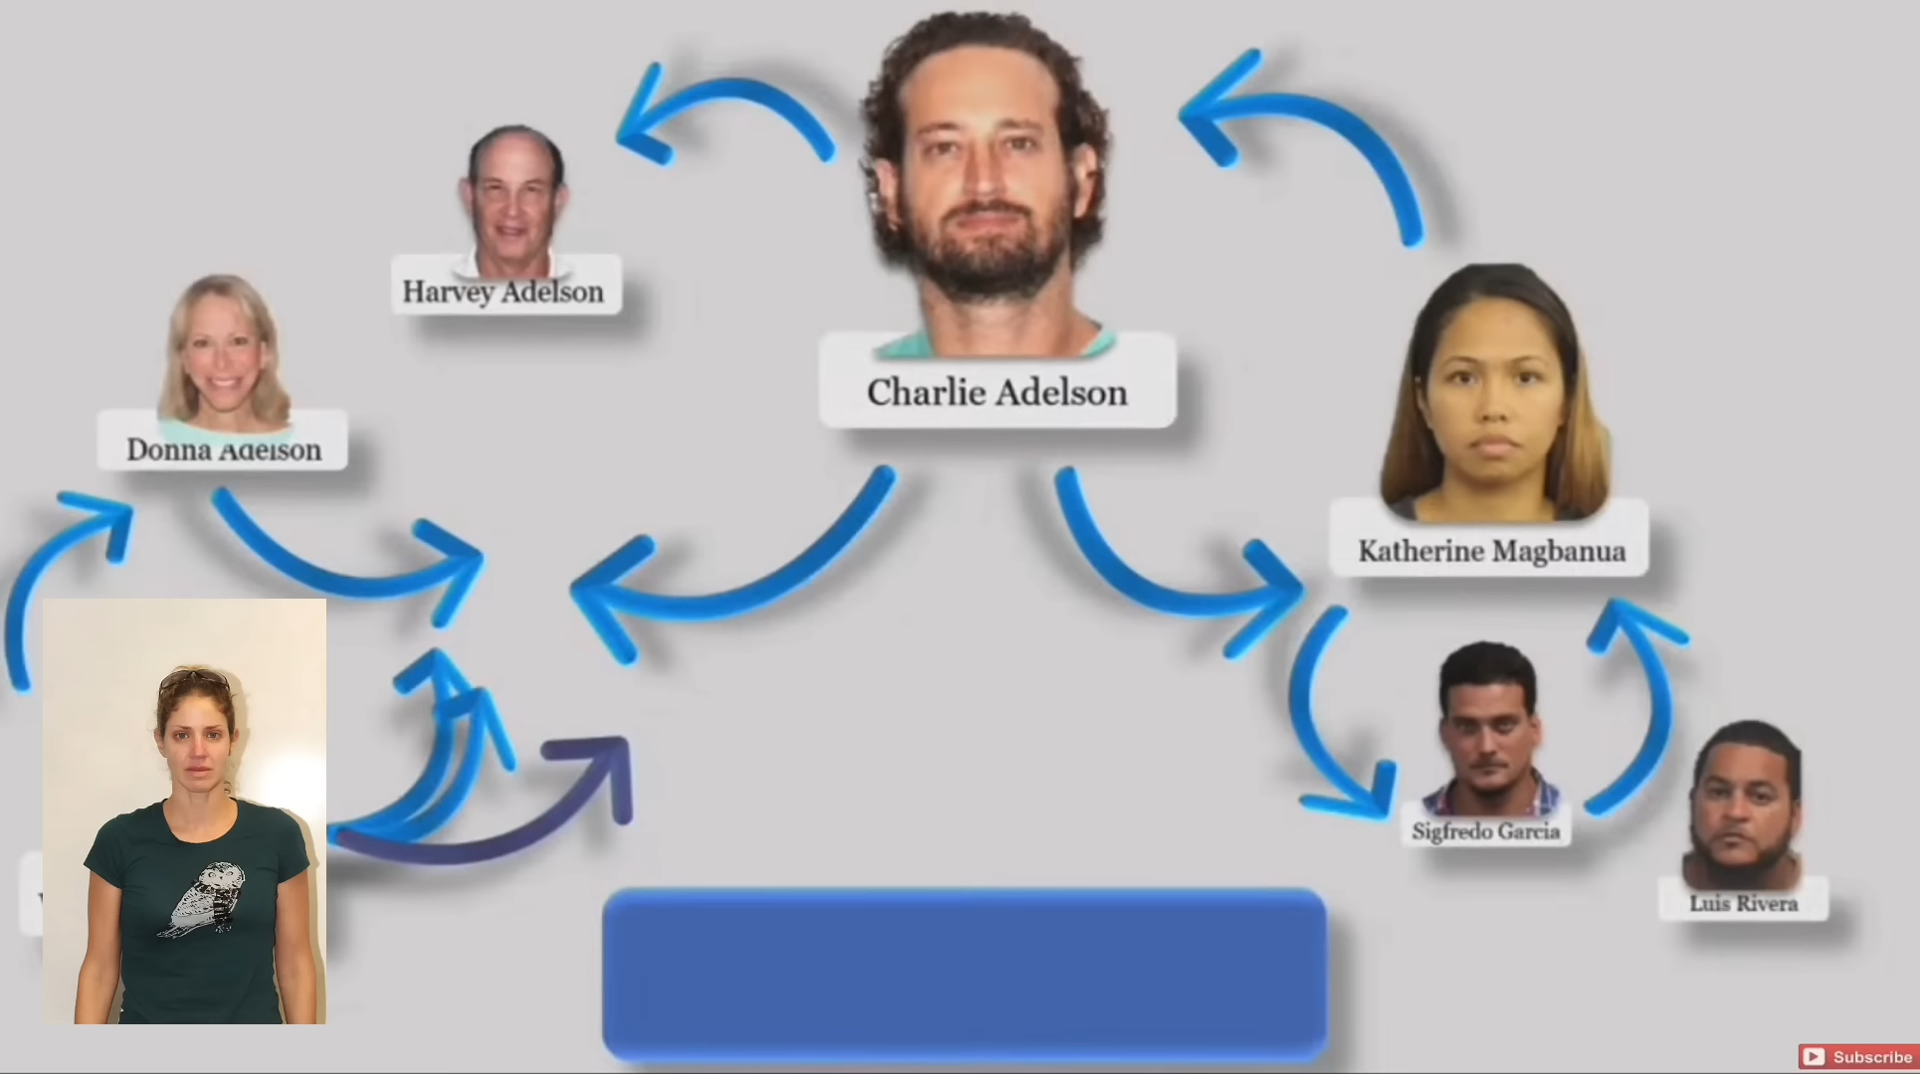 Harvey Adelson
Charlie Adelson
Donna Adelson
Katherine Magbanua
Sigfredo Garcia
Luis Rivera
Subscribe